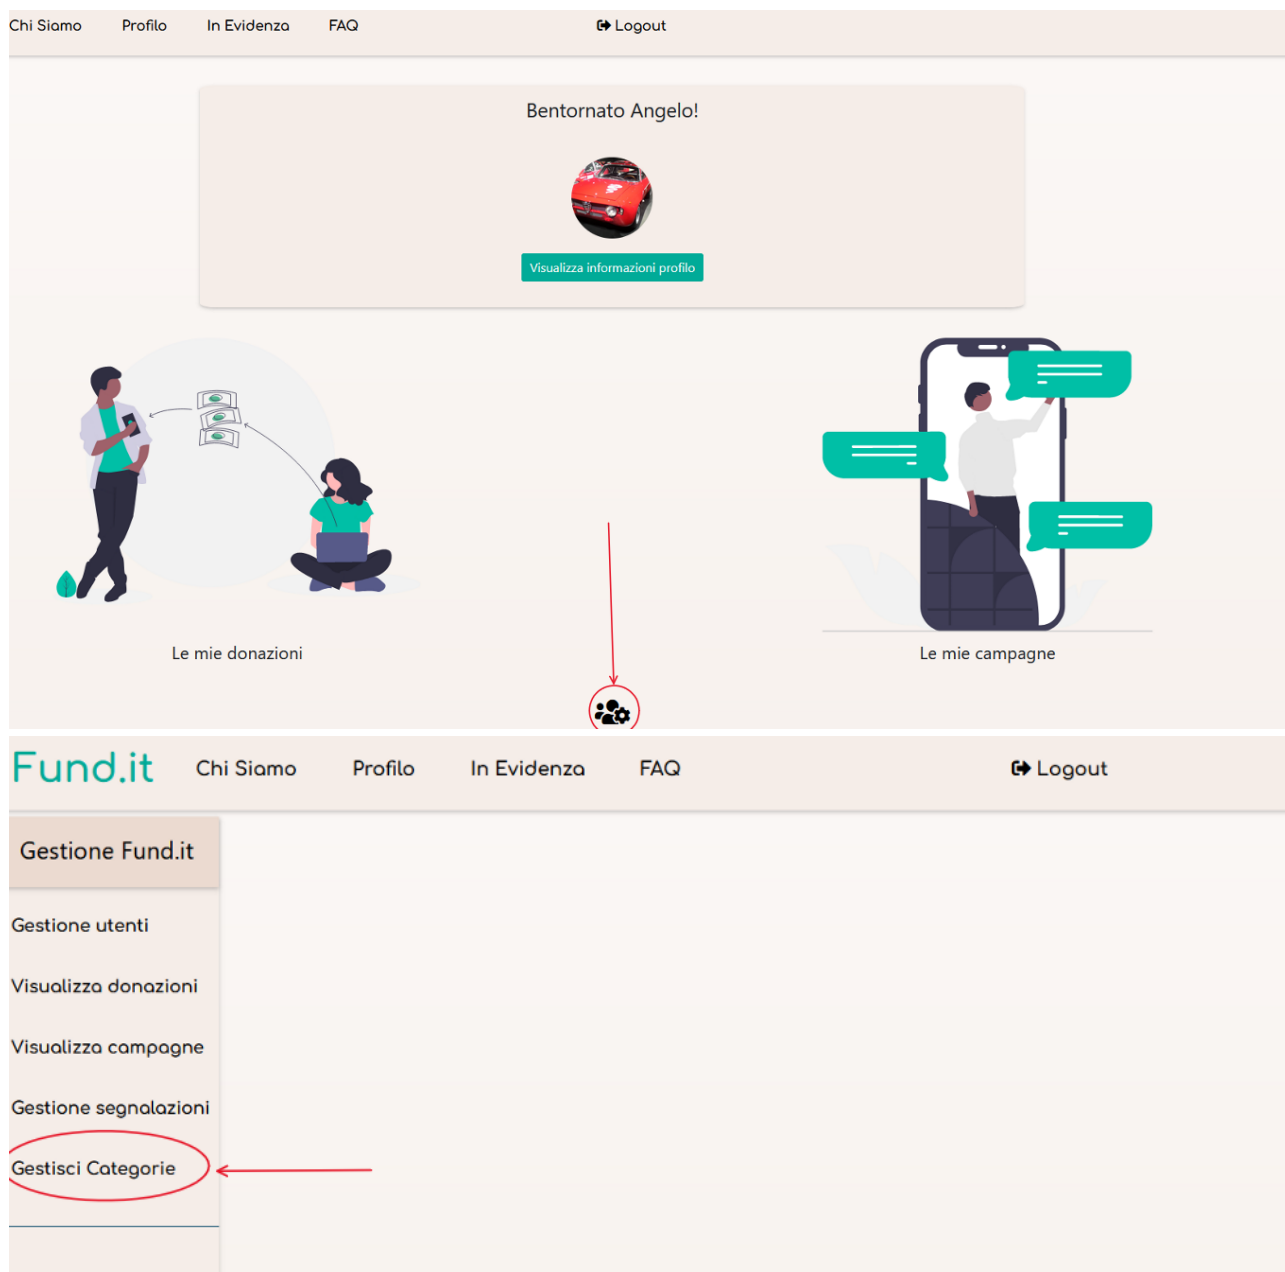 Chi Siamo Profilo In Evidenza FAQ Logout
Bentornato Angelo!
Visualizza informazioni profilo
Le mie donazioni Le mie campagne
Fund.it Chi Siamo Profilo In Evidenza FAQ Logout
Gestione Fund.it
Gestione utenti
Visualizza donazioni
Visualizza campagne
Gestione segnalazioni
Gestisci Categorie